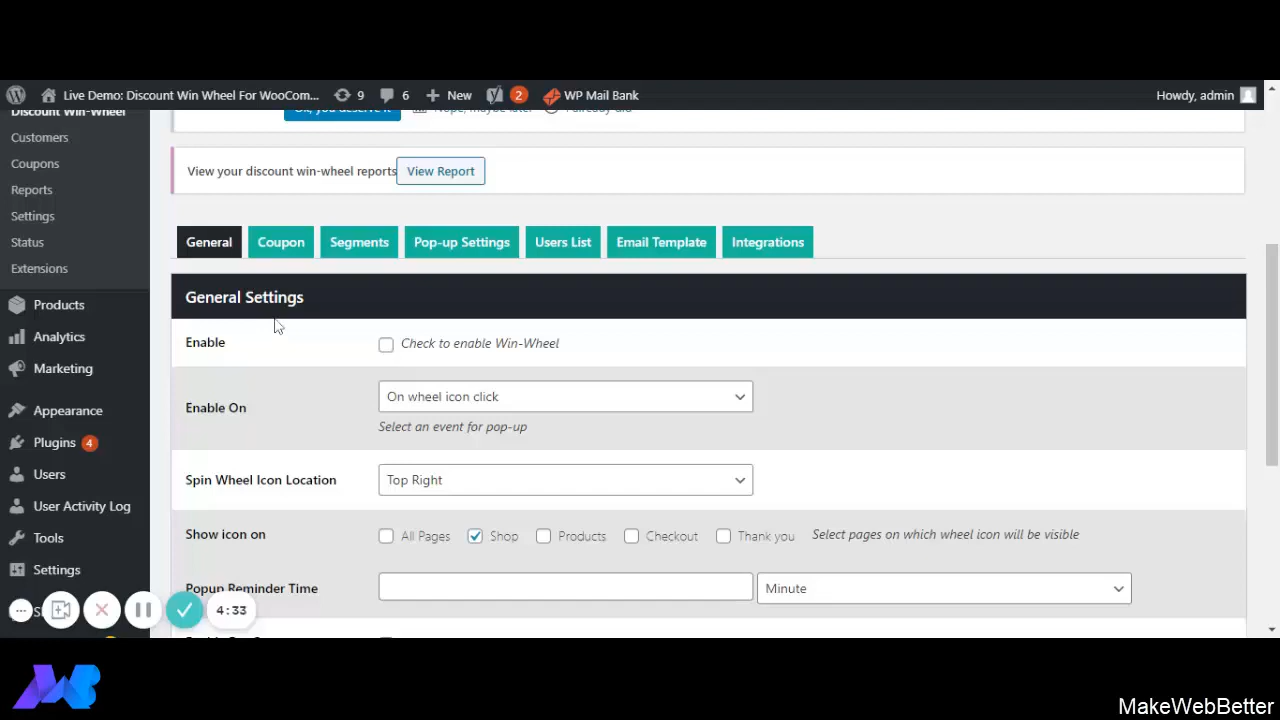 Live Demo: Discount Win Wheel For WooCom... 9 6 New 2 WP Mail Bank Howdy, admin
Discount Win-Wheel
Customers
Coupons
Reports
Settings
Status
Extensions
Products
Analytics
Marketing
Appearance
Plugins 4
Users
User Activity Log
Tools
Settings
View your discount win-wheel reports View Report
General Coupon Segments Pop-up Settings Users List Email Template Integrations
General Settings
Enable Check to enable Win-Wheel
Enable On On wheel icon click
Select an event for pop-up
Spin Wheel Icon Location Top Right
Show icon on All Pages Shop Products Checkout Thank you Select pages on which wheel icon will be visible
Popup Reminder Time Minute
4:33
MakeWebBetter